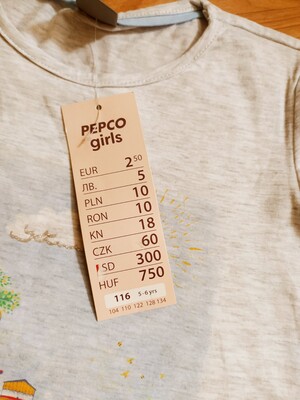 PEPCO
girls
EUR 2 50
ЛВ. 5
PLN 10
RON 10
KN 18
CZK 60
SD 300
HUF 750
116 5-6 yrs
104 110 122 128 134